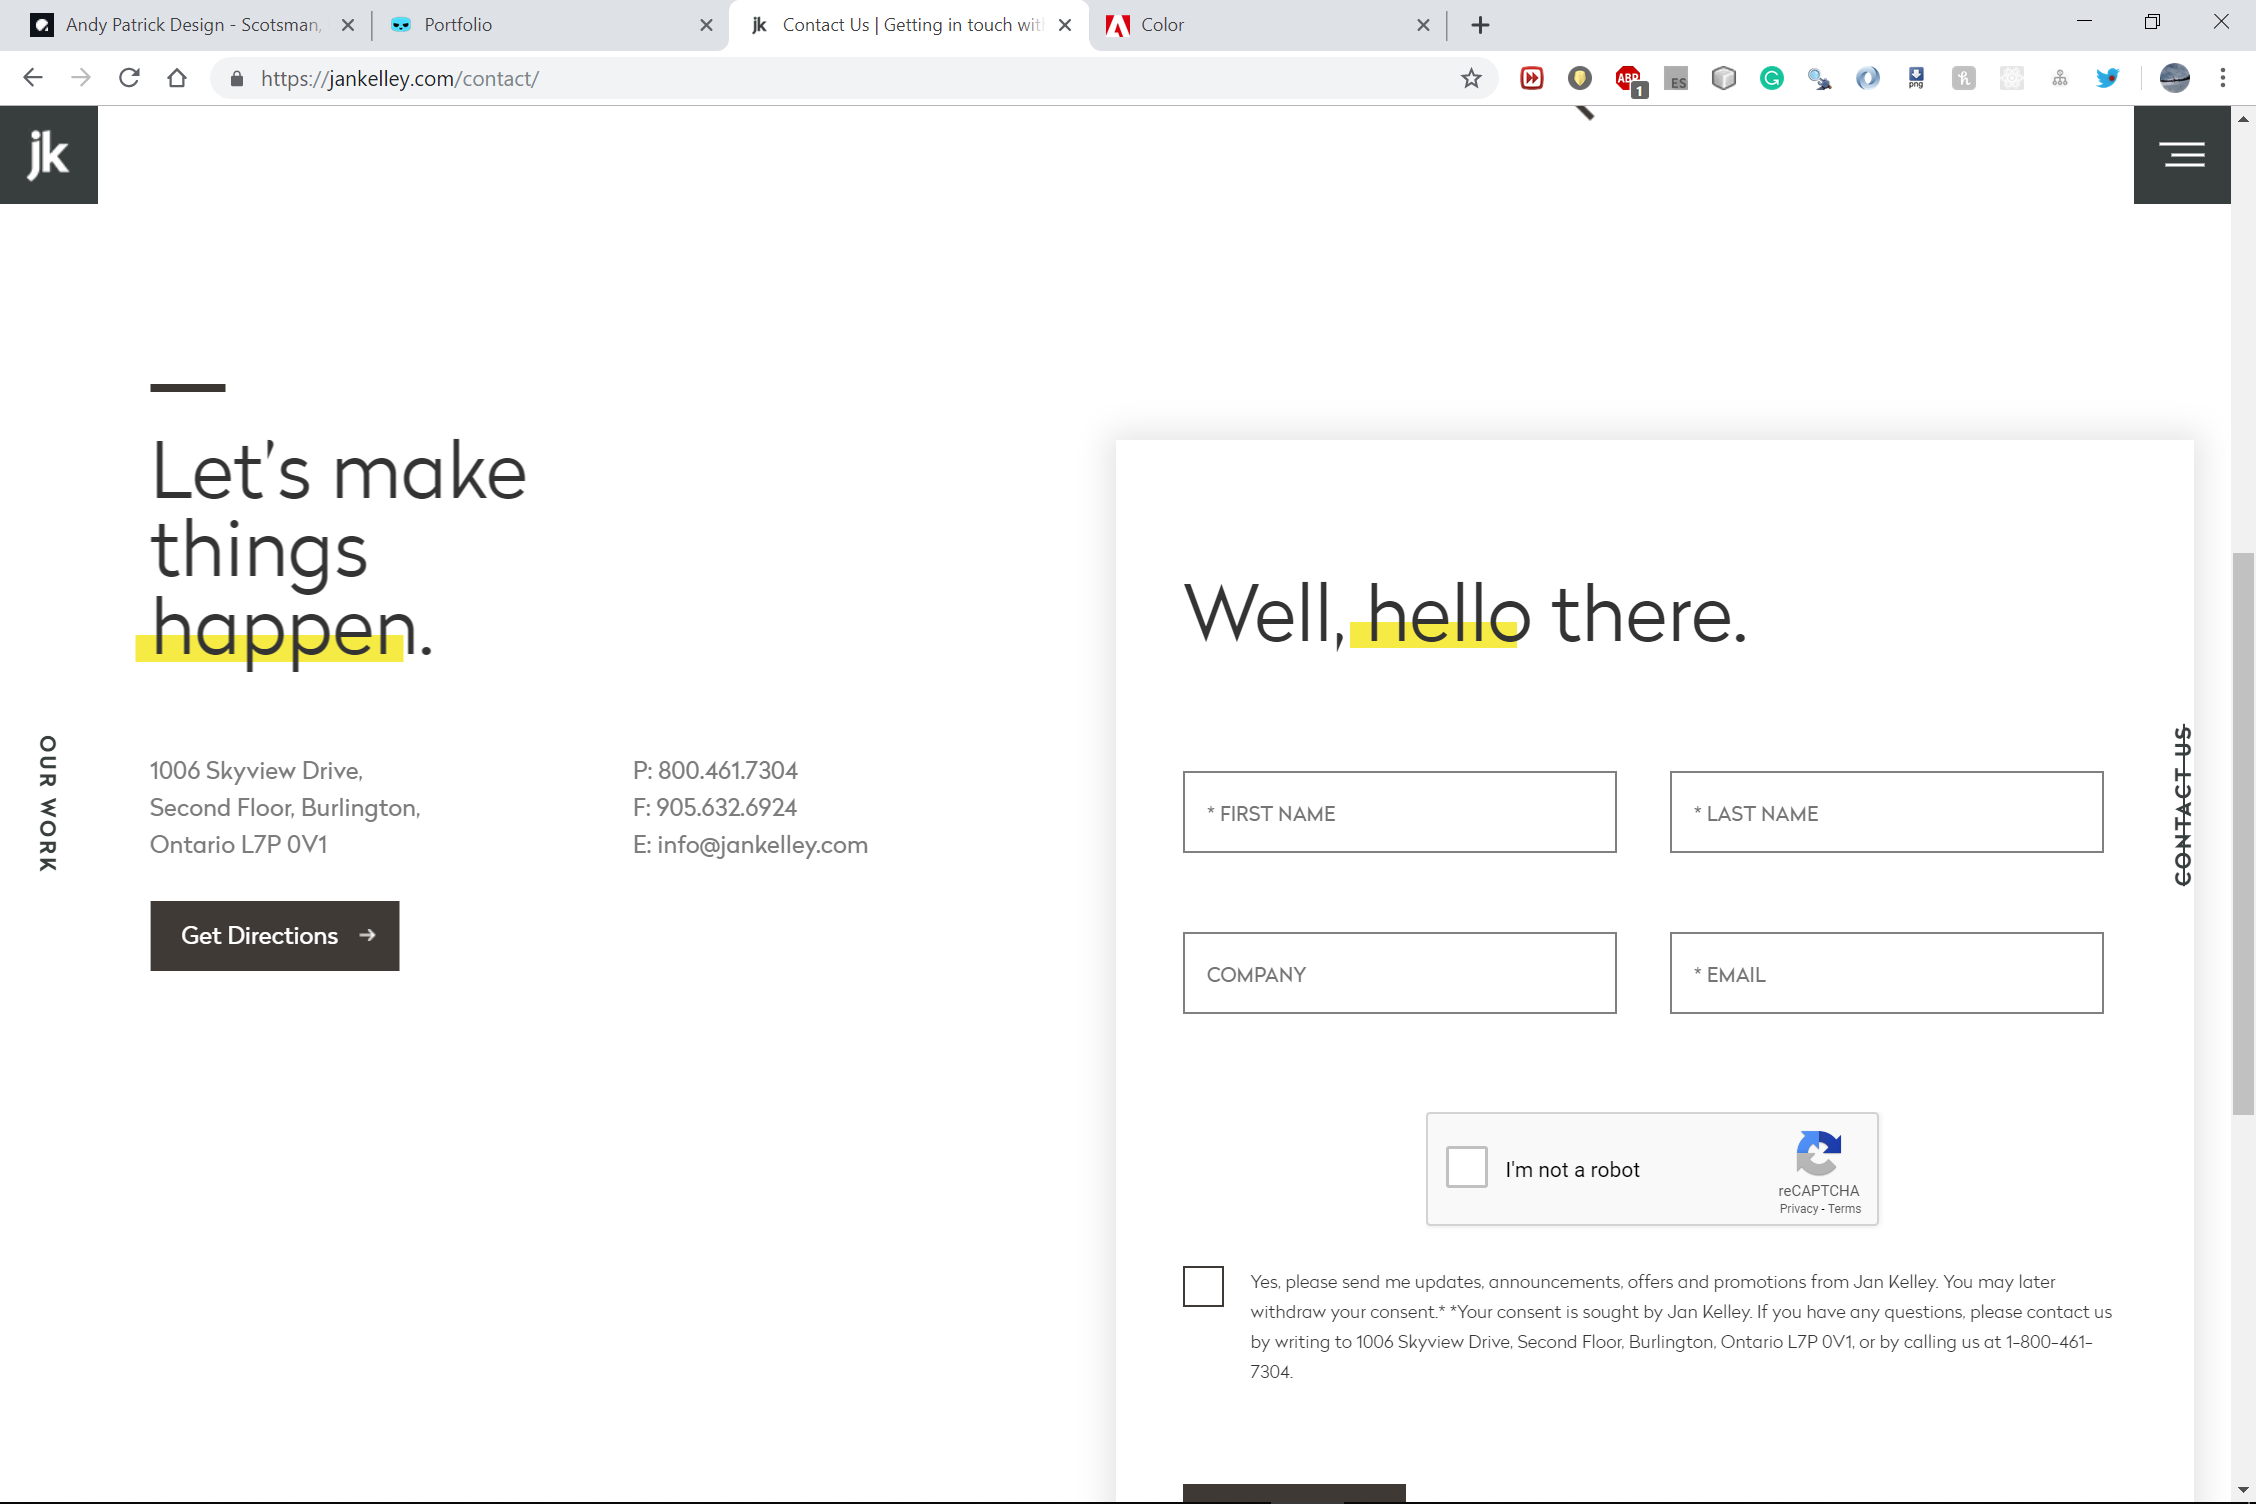 Andy Patrick Design - Scotsman,
Portfolio
jk
Contact Us | Getting in touch wit
Color
https://jankelley.com/contact/
ABP
1
ES
png
jk
Let's make
things
happen.
Well, hello there.
OUR WORK
CONTACT US
1006 Skyview Drive,
Second Floor, Burlington,
Ontario L7P 0V1
P: 800.461.7304
F: 905.632.6924
E: info@jankelley.com
Get Directions →
* FIRST NAME
* LAST NAME
COMPANY
* EMAIL
I'm not a robot
reCAPTCHA
Privacy - Terms
Yes, please send me updates, announcements, offers and promotions from Jan Kelley. You may later
withdraw your consent.* *Your consent is sought by Jan Kelley. If you have any questions, please contact us
by writing to 1006 Skyview Drive, Second Floor, Burlington, Ontario L7P 0V1, or by calling us at 1-800-461-
7304.